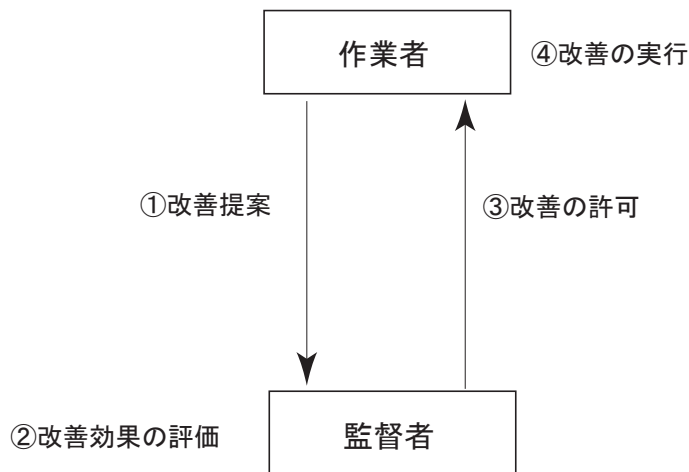 作業者
④改善の実行
①改善提案
③改善の許可
②改善効果の評価
監督者